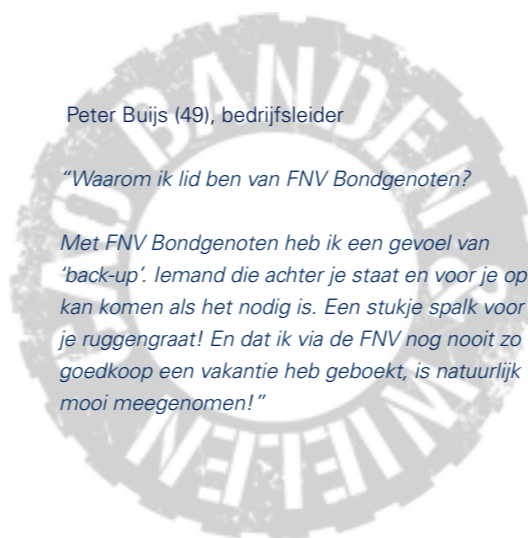 CAO BANDEN & WIELEN
Peter Buijs (49), bedrijfsleider
“Waarom ik lid ben van FNV Bondgenoten?
Met FNV Bondgenoten heb ik een gevoel van
‘back-up’. Iemand die achter je staat en voor je op
kan komen als het nodig is. Een stukje spalk voor
je ruggengraat! En dat ik via de FNV nog nooit zo
goedkoop een vakantie heb geboekt, is natuurlijk
mooi meegenomen!”